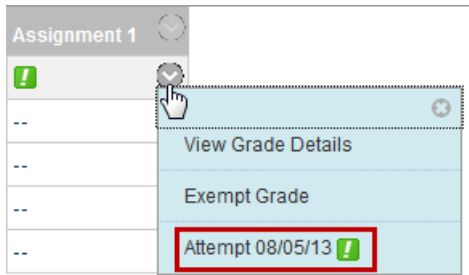 Assignment 1
!
--
--
--
--
View Grade Details
Exempt Grade
Attempt 08/05/13 !